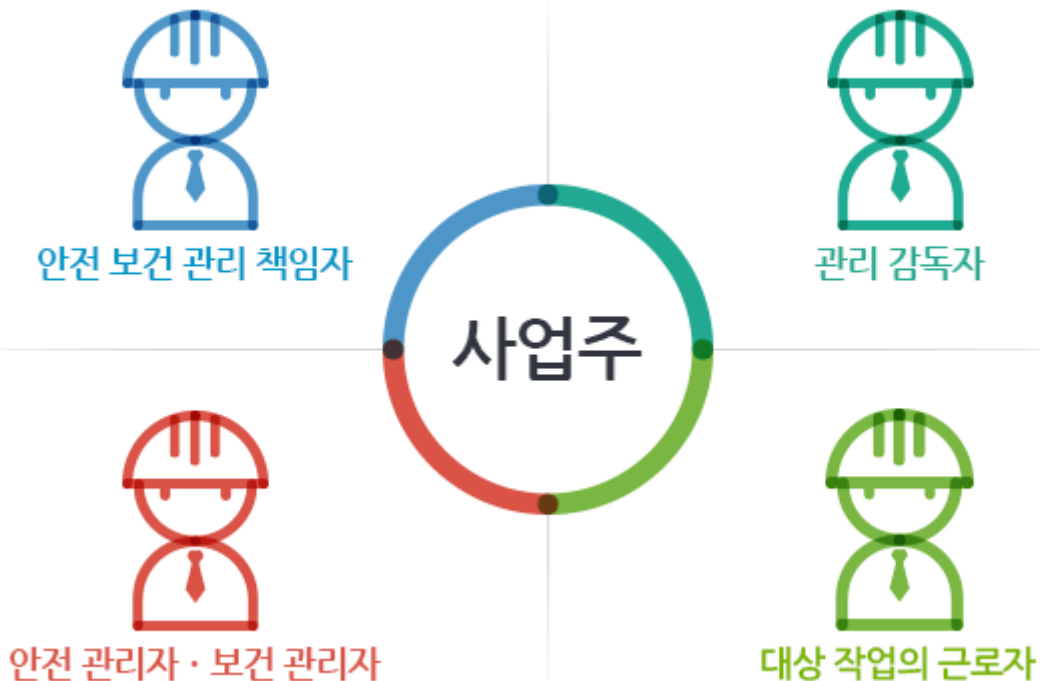 안전 보건 관리 책임자
관리 감독자
사업주
안전 관리자 · 보건 관리자
대상 작업의 근로자